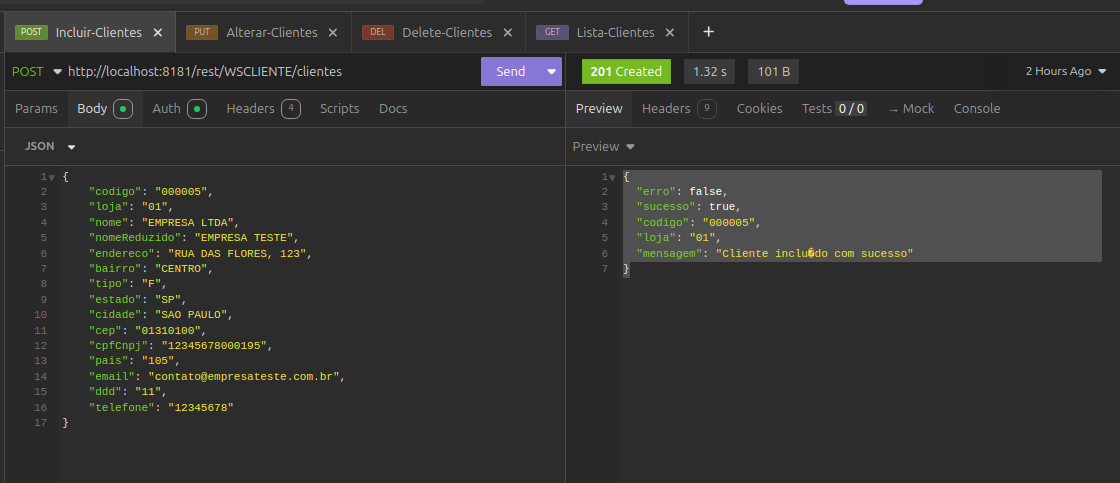 POST Incluir-Clientes × PUT Alterar-Clientes × DEL Delete-Clientes × GET Lista-Clientes × +
POST http://localhost:8181/rest/WSCLIENTE/clientes Send
201 Created 1.32 s 101 B 2 Hours Ago
Params Body Auth Headers 4 Scripts Docs
Preview Headers 9 Cookies Tests 0 / 0 → Mock Console
JSON
Preview
1 {
2 "codigo": "000005",
3 "loja": "01",
4 "nome": "EMPRESA LTDA",
5 "nomeReduzido": "EMPRESA TESTE",
6 "endereco": "RUA DAS FLORES, 123",
7 "bairro": "CENTRO",
8 "tipo": "F",
9 "estado": "SP",
10 "cidade": "SAO PAULO",
11 "cep": "01310100",
12 "cpfCnpj": "12345678000195",
13 "pais": "105",
14 "email": "contato@empresateste.com.br",
15 "ddd": "11",
16 "telefone": "12345678"
17 }
1 {
2 "erro": false,
3 "sucesso": true,
4 "codigo": "000005",
5 "loja": "01",
6 "mensagem": "Cliente inclu�do com sucesso"
7 }